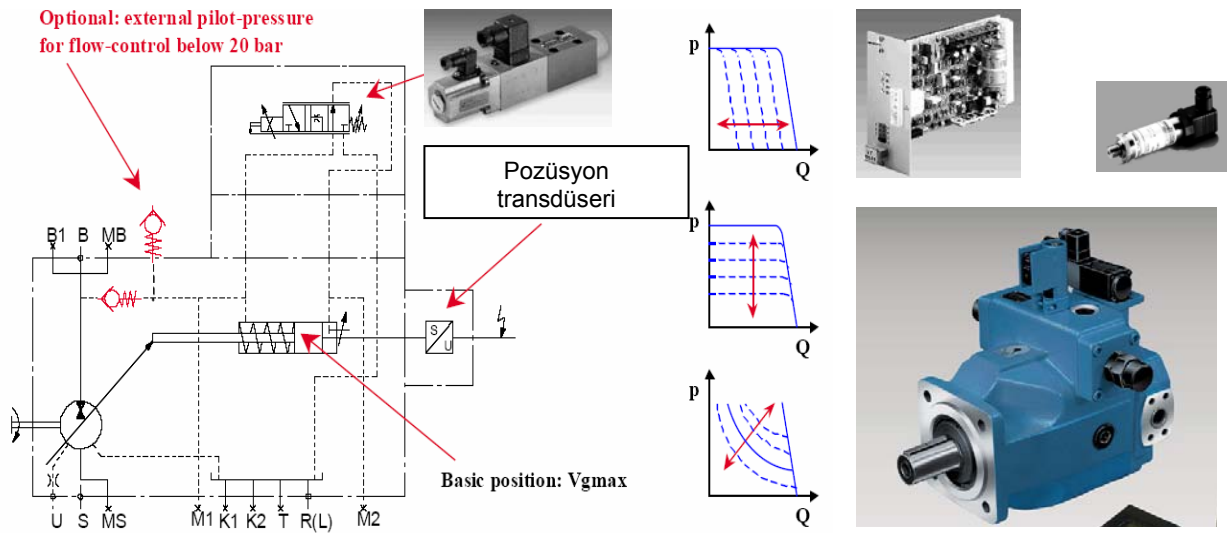 Optional: external pilot-pressure
for flow-control below 20 bar
T
T
Pozüsyon
transdüseri
B1 B MB
S
U
Basic position: Vgmax
U S MS M1 K1 K2 T R(L) M2
p
Q
p
Q
p
Q